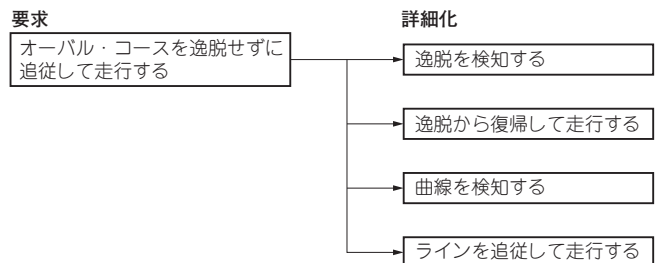 要求
詳細化
オーバル・コースを逸脱せずに
追従して走行する
逸脱を検知する
逸脱から復帰して走行する
曲線を検知する
ラインを追従して走行する